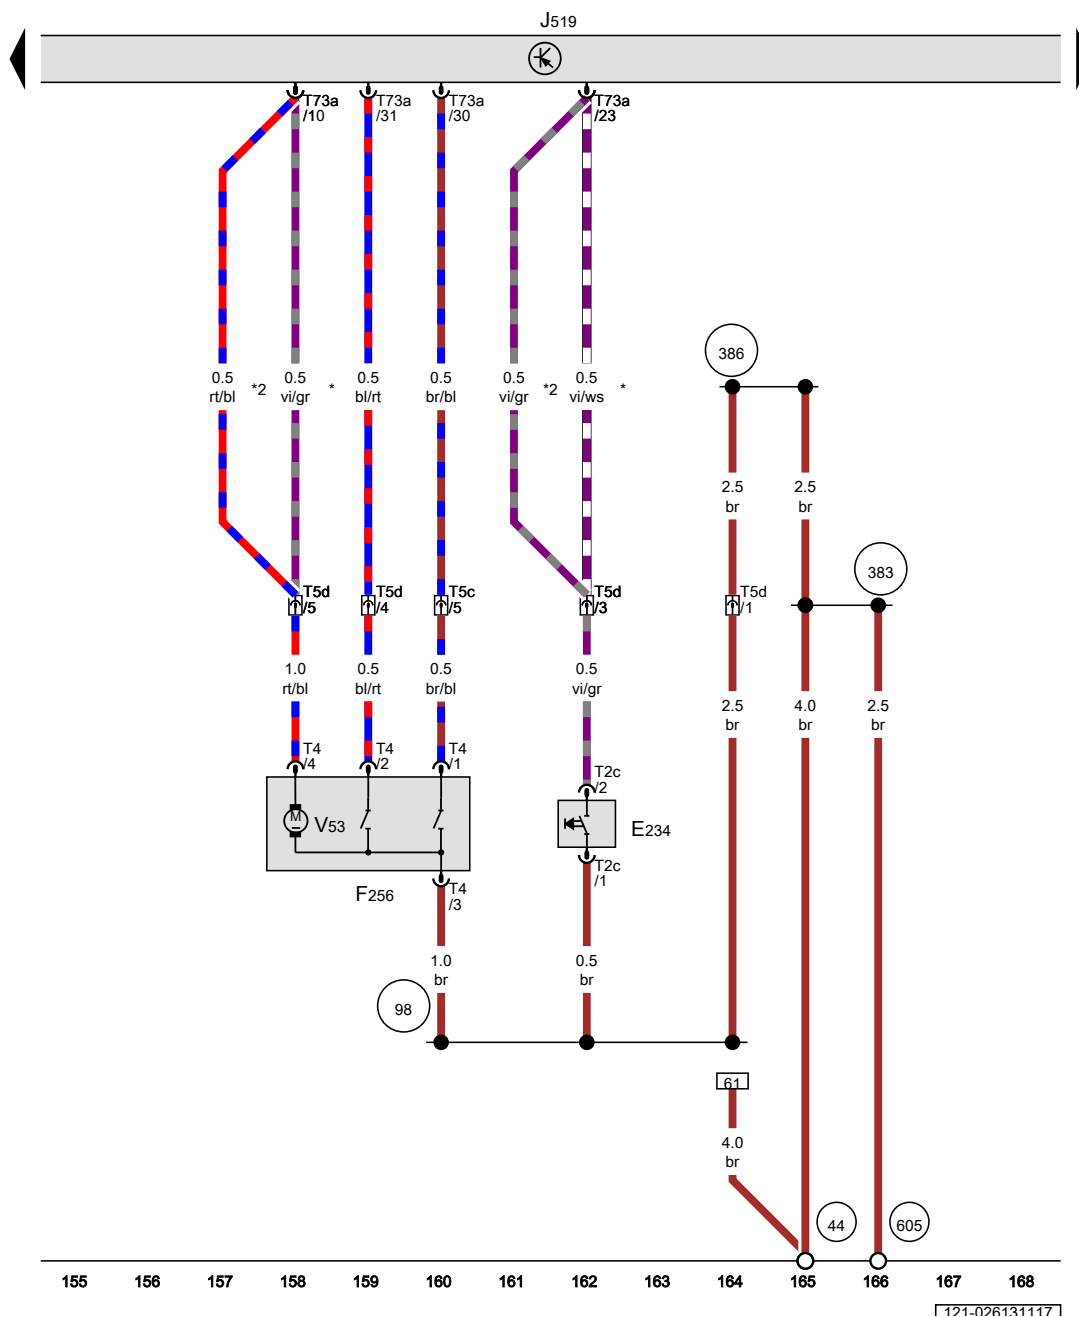 J519
T73a T73a T73a T73a
/10 /31 /30 /23
386
0.5 0.5 0.5 0.5 0.5 0.5
rt/bl *2 vi/gr * bl/rt br/bl vi/gr *2 vi/ws *
2.5 2.5
br br
383
T5d T5d T5c T5d T5d
/5 /4 /5 /3 /1
1.0 0.5 0.5 0.5
rt/bl bl/rt br/bl vi/gr
2.5 4.0 2.5
br br br
T4 T4 T4
/4 /2 /1
T2c
/2
M V53 E234
T2c
/1
F256 T4
/3
1.0 0.5
br br
98
61
4.0
br
44 605
155 156 157 158 159 160 161 162 163 164 165 166 167 168
121-026131117